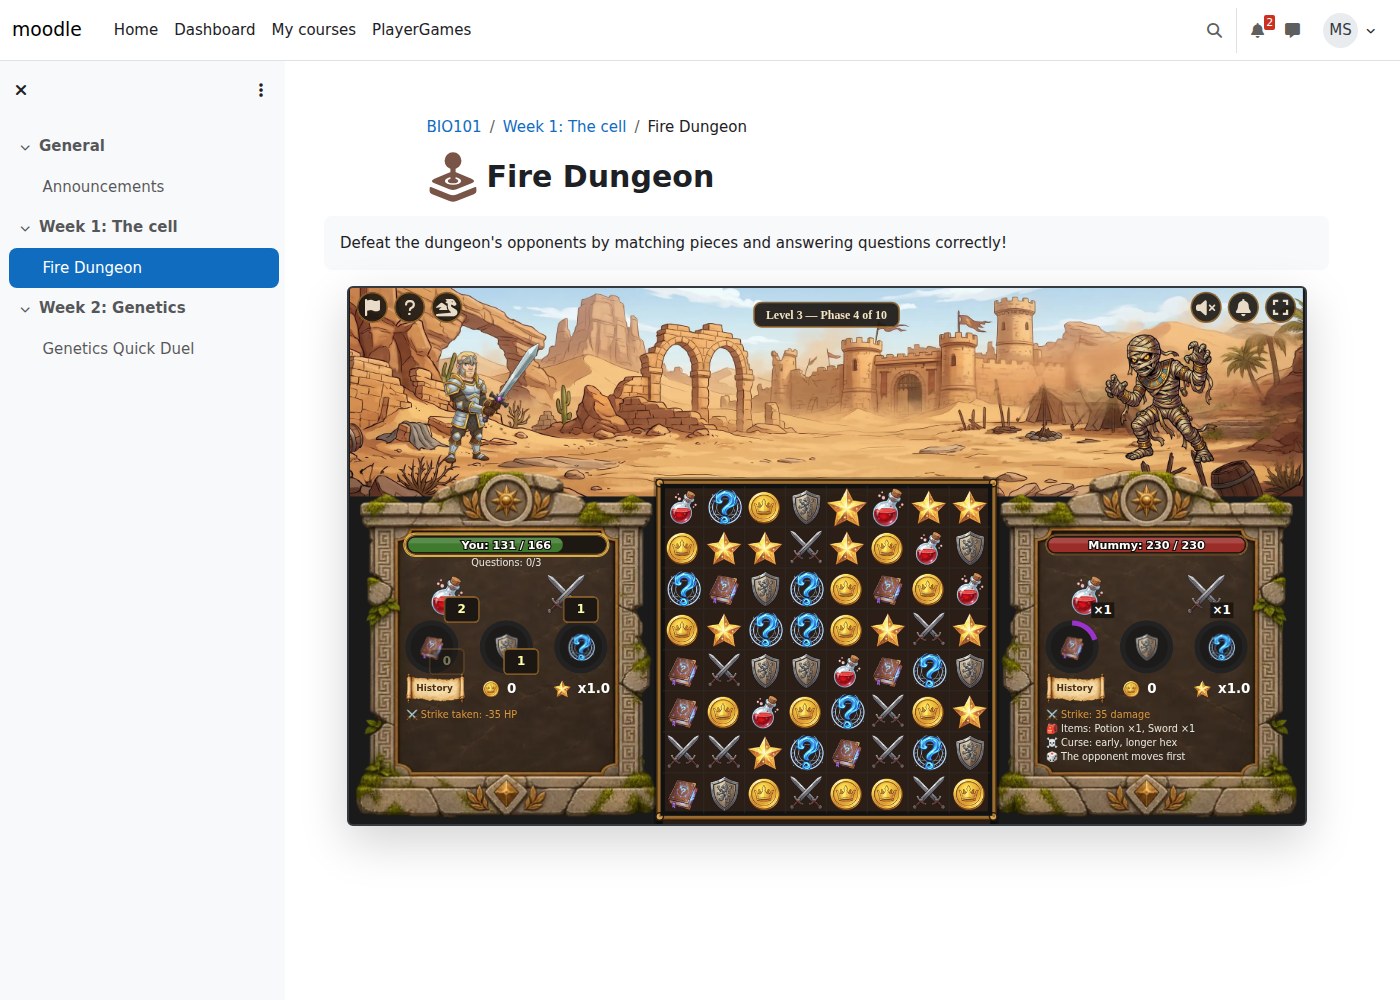 moodle
Home
Dashboard
My courses
PlayerGames
2
MS
General
Announcements
Week 1: The cell
Fire Dungeon
Week 2: Genetics
Genetics Quick Duel
BIO101 / Week 1: The cell / Fire Dungeon
Fire Dungeon
Defeat the dungeon's opponents by matching pieces and answering questions correctly!
?
Level 3 — Phase 4 of 10
You: 131 / 166
Questions: 0/3
2
1
0
1
History
0
x1.0
Strike taken: -35 HP
Mummy: 230 / 230
×1
×1
History
0
x1.0
Strike: 35 damage
Items: Potion ×1, Sword ×1
Curse: early, longer hex
The opponent moves first